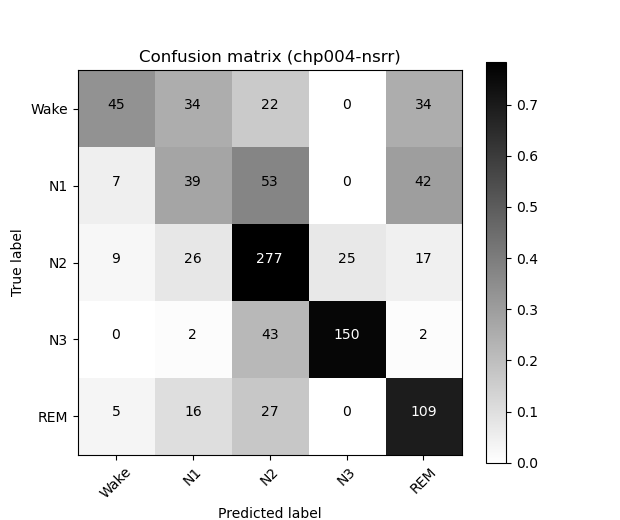 Confusion matrix (chp004-nsrr)
Wake 45 34 22 0 34
N1 7 39 53 0 42
N2 9 26 277 25 17
N3 0 2 43 150 2
REM 5 16 27 0 109
Wake N1 N2 N3 REM
Predicted label
True label
0.7
0.6
0.5
0.4
0.3
0.2
0.1
0.0